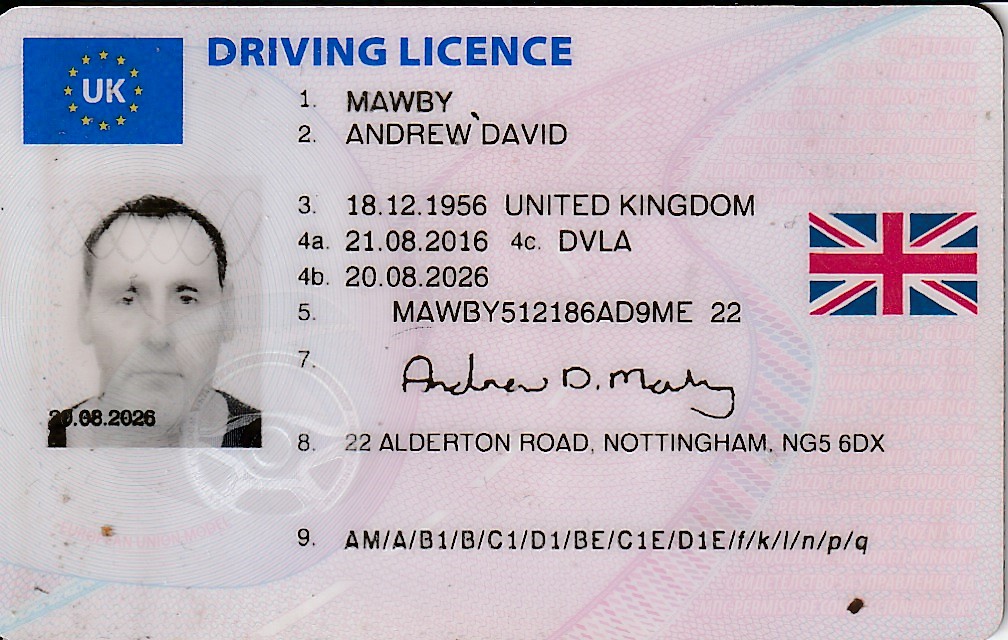 UK
DRIVING LICENCE
1. MAWBY
2. ANDREW DAVID
3. 18.12.1956 UNITED KINGDOM
4a. 21.08.2016 4c. DVLA
4b. 20.08.2026
5. MAWBY512186AD9ME 22
7. Andrew D. Mawby
20.08.2026
8. 22 ALDERTON ROAD, NOTTINGHAM, NG5 6DX
9. AM/A/B1/B/C1/D1/BE/C1E/D1E/f/k/l/n/p/q